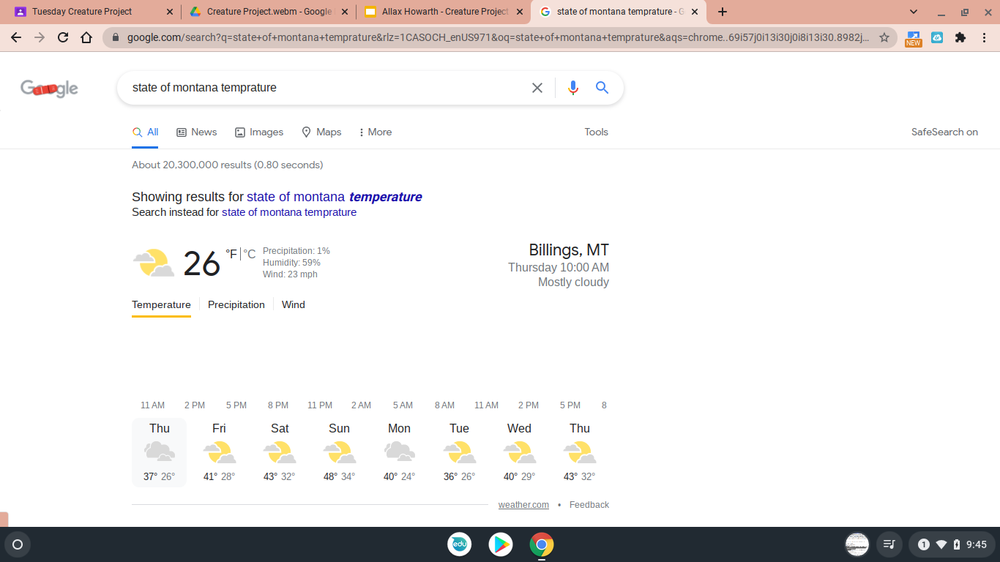 Tuesday Creature Project
Creature Project.webm - Google
Allax Howarth - Creature Project
state of montana temprature - G
google.com/search?q=state+of+montana+temprature&rlz=1CASOCH_enUS971&oq=state+of+montana+temprature&aqs=chrome..69i57j0i13i30j0i8i13i30.8982j...
NEW
Google
state of montana temprature
All
News
Images
Maps
More
Tools
SafeSearch on
About 20,300,000 results (0.80 seconds)
Showing results for state of montana temperature
Search instead for state of montana temprature
26 °F | °C
Precipitation: 1%
Humidity: 59%
Wind: 23 mph
Billings, MT
Thursday 10:00 AM
Mostly cloudy
Temperature
Precipitation
Wind
11 AM 2 PM 5 PM 8 PM 11 PM 2 AM 5 AM 8 AM 11 AM 2 PM 5 PM 8
Thu Fri Sat Sun Mon Tue Wed Thu
37° 26° 41° 28° 43° 32° 48° 34° 40° 24° 36° 26° 40° 29° 43° 32°
weather.com • Feedback
edu
1
9:45